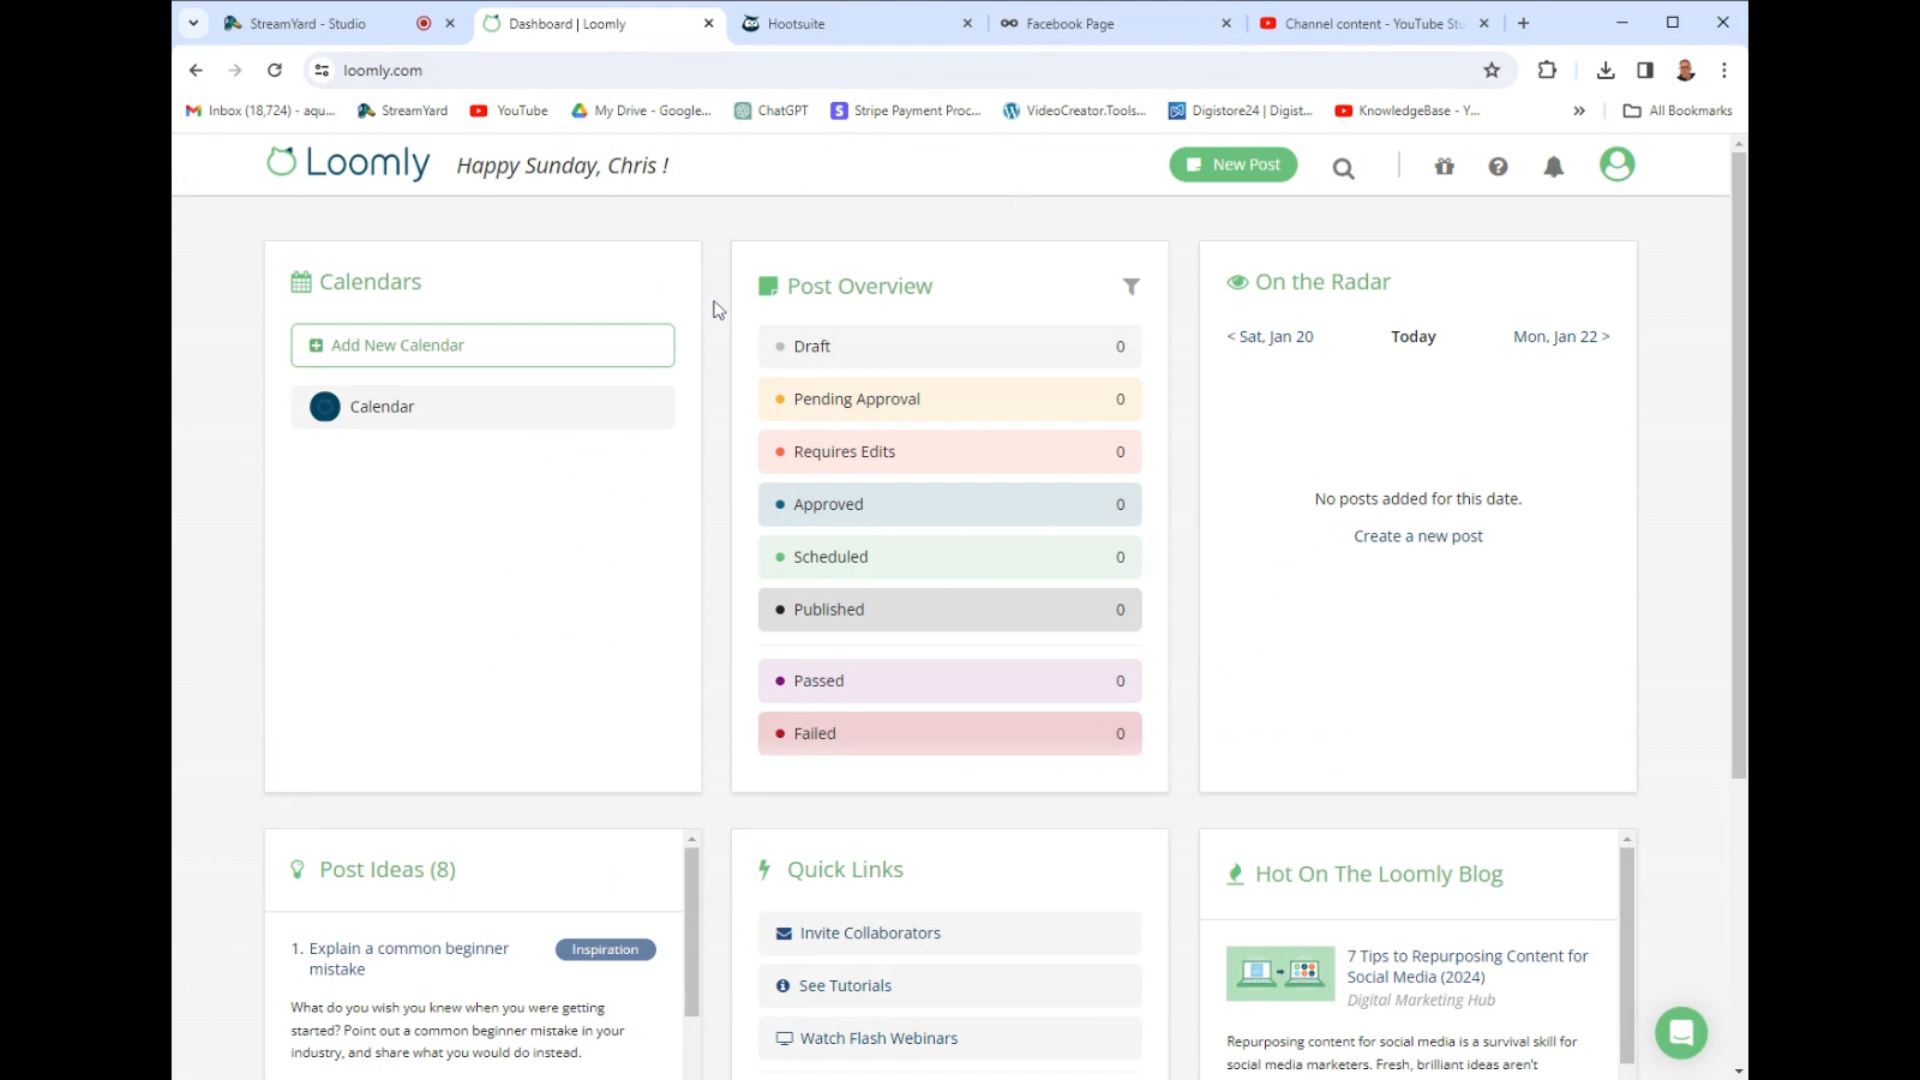 StreamYard - Studio
Dashboard | Loomly
Hootsuite
Facebook Page
Channel content - YouTube Stu
loomly.com
Inbox (18,724) - aqu...
StreamYard
YouTube
My Drive - Google...
ChatGPT
Stripe Payment Proc...
VideoCreator.Tools...
Digistore24 | Digist...
KnowledgeBase - Y...
All Bookmarks
Loomly
Happy Sunday, Chris !
New Post
Calendars
Add New Calendar
Calendar
Post Overview
Draft 0
Pending Approval 0
Requires Edits 0
Approved 0
Scheduled 0
Published 0
Passed 0
Failed 0
On the Radar
< Sat, Jan 20 Today Mon, Jan 22 >
No posts added for this date.
Create a new post
Post Ideas (8)
1. Explain a common beginner
mistake
Inspiration
What do you wish you knew when you were getting
started? Point out a common beginner mistake in your
industry, and share what you would do instead.
Quick Links
Invite Collaborators
See Tutorials
Watch Flash Webinars
Hot On The Loomly Blog
7 Tips to Repurposing Content for
Social Media (2024)
Digital Marketing Hub
Repurposing content for social media is a survival skill for
social media marketers. Fresh, brilliant ideas aren't